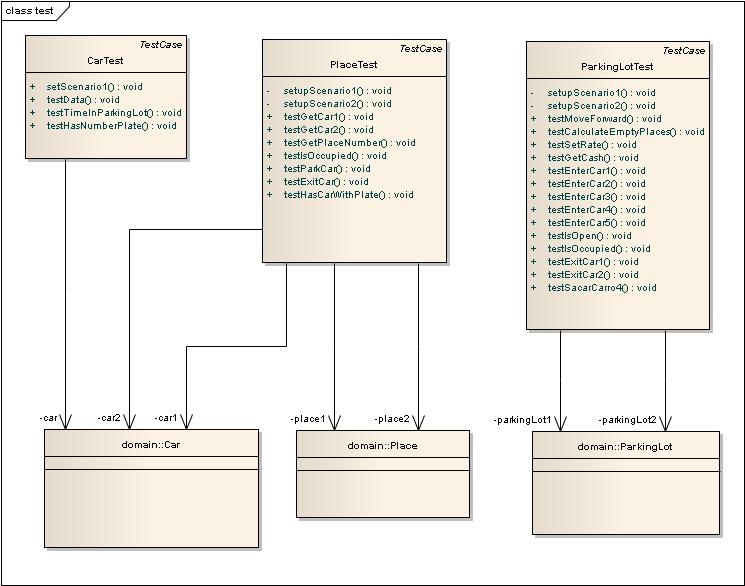 class test
TestCase
CarTest
+ setScenario1() : void
+ testData() : void
+ testTimeInParkingLot() : void
+ testHasNumberPlate() : void
TestCase
PlaceTest
- setupScenario1() : void
- setupScenario2() : void
+ testGetCar1() : void
+ testGetCar2() : void
+ testGetPlaceNumber() : void
+ testIsOccupied() : void
+ testParkCar() : void
+ testExitCar() : void
+ testHasCarWithPlate() : void
TestCase
ParkingLotTest
- setupScenario1() : void
- setupScenario2() : void
+ testMoveForward() : void
+ testCalculateEmptyPlaces() : void
+ testSetRate() : void
+ testGetCash() : void
+ testEnterCar1() : void
+ testEnterCar2() : void
+ testEnterCar3() : void
+ testEnterCar4() : void
+ testEnterCar5() : void
+ testIsOpen() : void
+ testIsOccupied() : void
+ testExitCar1() : void
+ testExitCar2() : void
+ testSacarCarro4() : void
-car
-car2
-car1
-place1
-place2
-parkingLot1
-parkingLot2
domain::Car
domain::Place
domain::ParkingLot